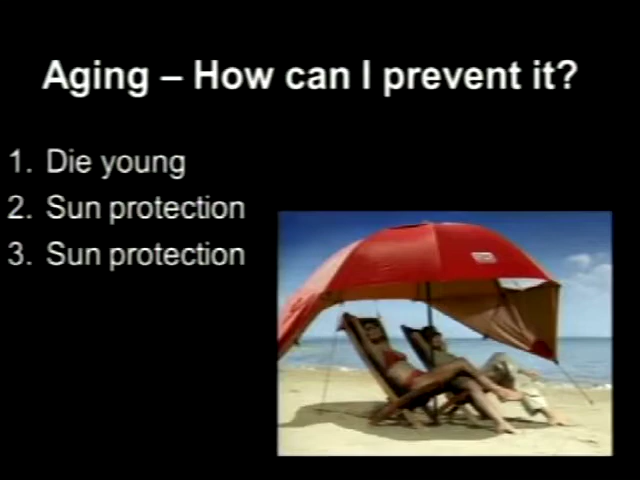 Aging – How can I prevent it?
1. Die young
2. Sun protection
3. Sun protection